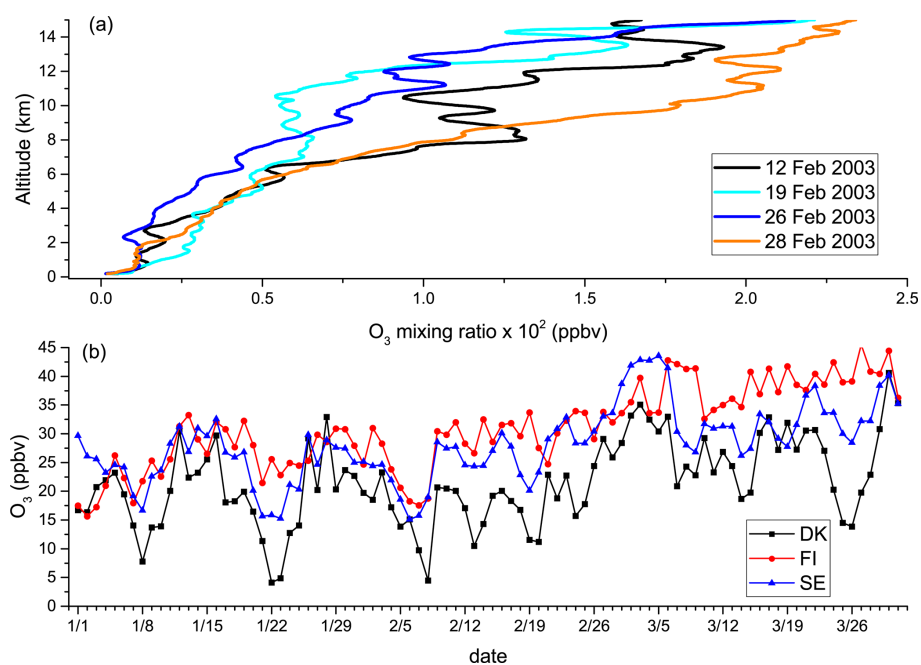 (a)
14
12
10
8
6
4
2
0
Altitude (km)
12 Feb 2003
19 Feb 2003
26 Feb 2003
28 Feb 2003
0.0 0.5 1.0 1.5 2.0 2.5
O₃ mixing ratio x 10² (ppbv)
(b)
45
40
35
30
25
20
15
10
5
0
O₃ (ppbv)
DK
FI
SE
1/1 1/8 1/15 1/22 1/29 2/5 2/12 2/19 2/26 3/5 3/12 3/19 3/26
date